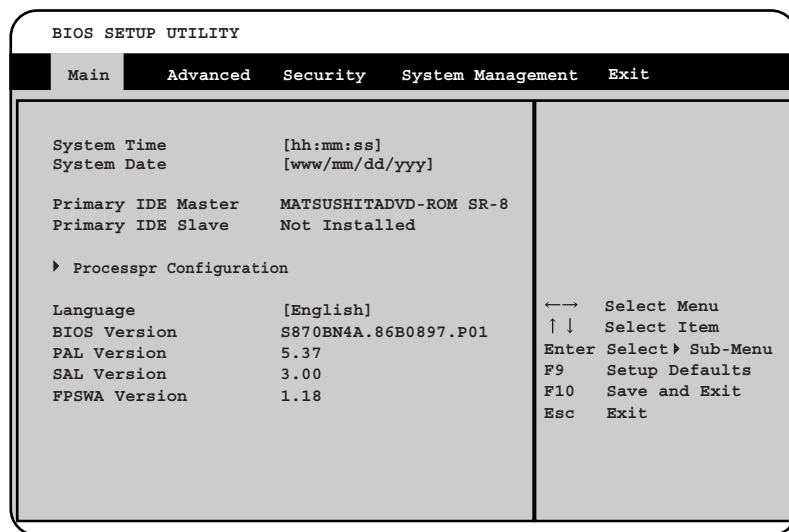 BIOS SETUP UTILITY
Main Advanced Security System Management Exit
System Time [hh:mm:ss]
System Date [www/mm/dd/yyy]
Primary IDE Master MATSUSHITADVD-ROM SR-8
Primary IDE Slave Not Installed
Processpr Configuration
Language [English]
BIOS Version S870BN4A.86B0897.P01
PAL Version 5.37
SAL Version 3.00
FPSWA Version 1.18
←→ Select Menu
↑↓ Select Item
Enter Select Sub-Menu
F9 Setup Defaults
F10 Save and Exit
Esc Exit